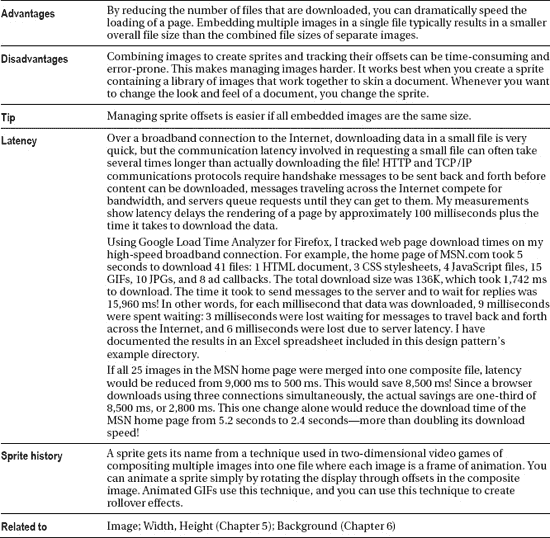 Advantages
By reducing the number of files that are downloaded, you can dramatically speed the
loading of a page. Embedding multiple images in a single file typically results in a smaller
overall file size than the combined file sizes of separate images.
Disadvantages
Combining images to create sprites and tracking their offsets can be time-consuming and
error-prone. This makes managing images harder. It works best when you create a sprite
containing a library of images that work together to skin a document. Whenever you want
to change the look and feel of a document, you change the sprite.
Tip
Managing sprite offsets is easier if all embedded images are the same size.
Latency
Over a broadband connection to the Internet, downloading data in a small file is very
quick, but the communication latency involved in requesting a small file can often take
several times longer than actually downloading the file! HTTP and TCP/IP
communications protocols require handshake messages to be sent back and forth before
content can be downloaded, messages traveling across the Internet compete for
bandwidth, and servers queue requests until they can get to them. My measurements
show latency delays the rendering of a page by approximately 100 milliseconds plus the
time it takes to download the data.
Using Google Load Time Analyzer for Firefox, I tracked web page download times on my
high-speed broadband connection. For example, the home page of MSN.com took 5
seconds to download 41 files: 1 HTML document, 3 CSS stylesheets, 4 JavaScript files, 15
GIFs, 10 JPGs, and 8 ad callbacks. The total download size was 136K, which took 1,742 ms
to download. The time it took to send messages to the server and to wait for replies was
15,960 ms! In other words, for each millisecond that data was downloaded, 9 milliseconds
were spent waiting: 3 milliseconds were lost waiting for messages to travel back and forth
across the Internet, and 6 milliseconds were lost due to server latency. I have
documented the results in an Excel spreadsheet included in this design pattern's
example directory.
If all 25 images in the MSN home page were merged into one composite file, latency
would be reduced from 9,000 ms to 500 ms. This would save 8,500 ms! Since a browser
downloads using three connections simultaneously, the actual savings are one-third of
8,500 ms, or 2,800 ms. This one change alone would reduce the download time of the
MSN home page from 5.2 seconds to 2.4 seconds—more than doubling its download
speed!
Sprite history
A sprite gets its name from a technique used in two-dimensional video games of
compositing multiple images into one file where each image is a frame of animation. You
can animate a sprite simply by rotating the display through offsets in the composite
image. Animated GIFs use this technique, and you can use this technique to create
rollover effects.
Related to
Image; Width, Height (Chapter 5); Background (Chapter 6)